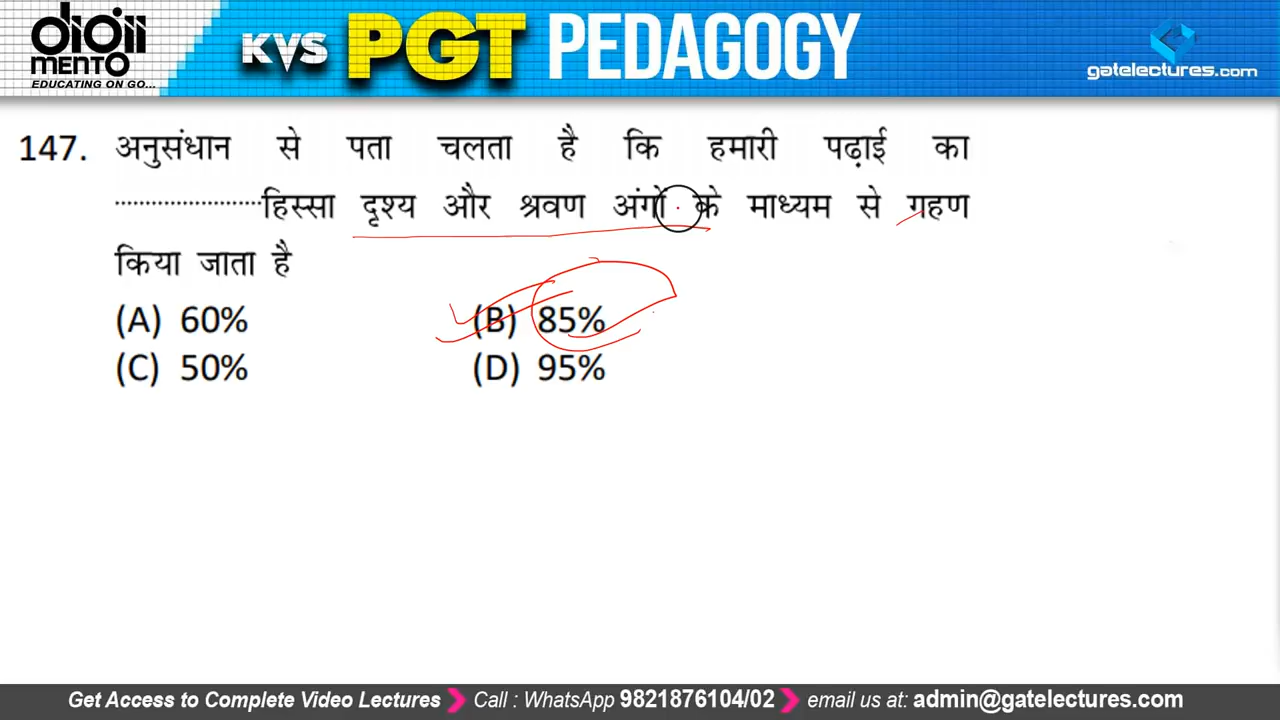 digii
MENTO
EDUCATING ON GO...
KVS PGT PEDAGOGY
gatelectures.com
147. अनुसंधान से पता चलता है कि हमारी पढ़ाई का
........................हिस्सा दृश्य और श्रवण अंगों के माध्यम से गहण
किया जाता है
(A) 60% (B) 85%
(C) 50% (D) 95%
Get Access to Complete Video Lectures Call : WhatsApp 9821876104/02 email us at: admin@gatelectures.com